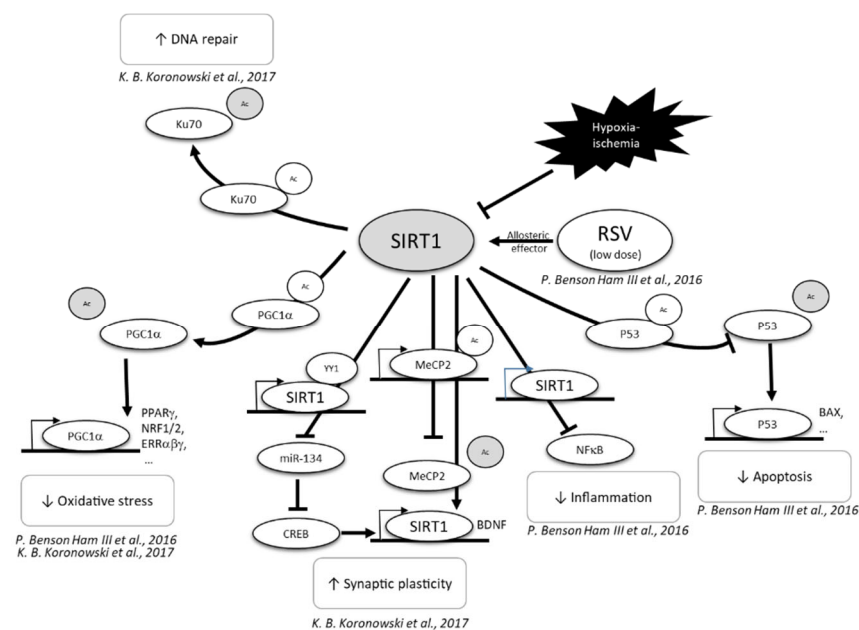 ↑ DNA repair
K. B. Koronowski et al., 2017
Ac
Ku70
Ac
Ku70
Hypoxia-
ischemia
SIRT1
Allosteric
effector
RSV
(low dose)
P. Benson Ham III et al., 2016
Ac
PGC1α
Ac
PGC1α
PPARγ,
NRF1/2,
ERRαβγ,
...
PGC1α
↓ Oxidative stress
P. Benson Ham III et al., 2016
K. B. Koronowski et al., 2017
YY1
SIRT1
miR-134
CREB
Ac
MeCP2
Ac
MeCP2
SIRT1
BDNF
↑ Synaptic plasticity
K. B. Koronowski et al., 2017
SIRT1
NFκB
↓ Inflammation
P. Benson Ham III et al., 2016
Ac
P53
Ac
P53
P53
BAX,
...
↓ Apoptosis
P. Benson Ham III et al., 2016